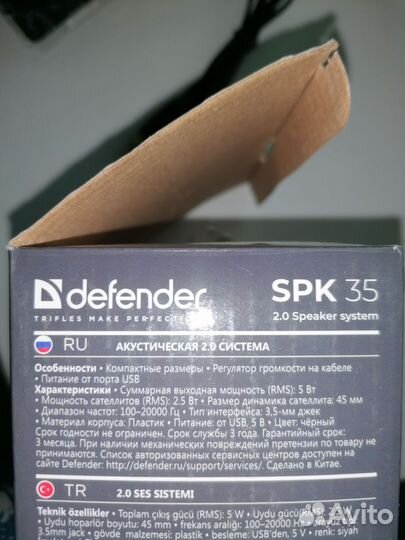 defender
TRIFLES MAKE PERFECTION
SPK 35
2.0 Speaker system
RU АКУСТИЧЕСКАЯ 2.0 СИСТЕМА
Особенности • Компактные размеры • Регулятор громкости на кабеле
• Питание от порта USB
Характеристики • Суммарная выходная мощность (RMS): 5 Вт
• Мощность сателлитов (RMS): 2.5 Вт • Размер динамика сателлита: 45 мм
• Диапазон частот: 100–20000 Гц • Тип интерфейса: 3,5-мм джек
• Материал корпуса: Пластик • Питание: от USB, 5 В • Цвет: чёрный
Срок годности не ограничен. Срок службы 3 года. Гарантийный срок:
3 месяца. При наличии механических повреждений претензии по товару не
принимаются. Список авторизованных сервисных центров доступен на
сайте Defender: http://defender.ru/support/services/. Сделано в Китае.
TR 2.0 SES SISTEMI
Teknik özellikler • Toplam çıkış gücü (RMS): 5 W • Uydu gücü (RMS): 2.5 W
• Uydu hoparlör boyutu: 45 mm • frekans aralığı: 100–20000 Hz •
3.5mm jack • gövde malzemesi: plastik • besleme: USB'den, 5 V • renk: siyah
Avito